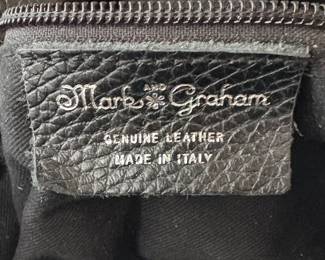 Mark AND Graham
GENUINE LEATHER
MADE IN ITALY